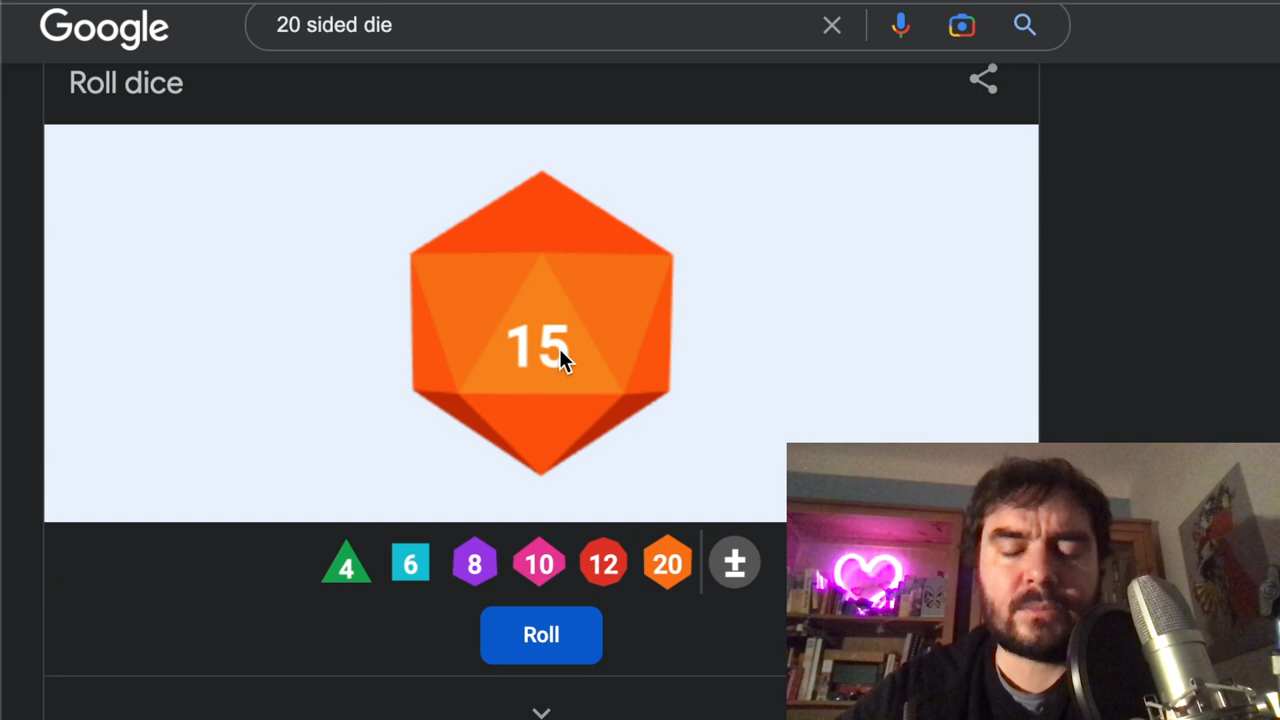 Google
20 sided die
Roll dice
15
4 6 8 10 12 20 ±
Roll